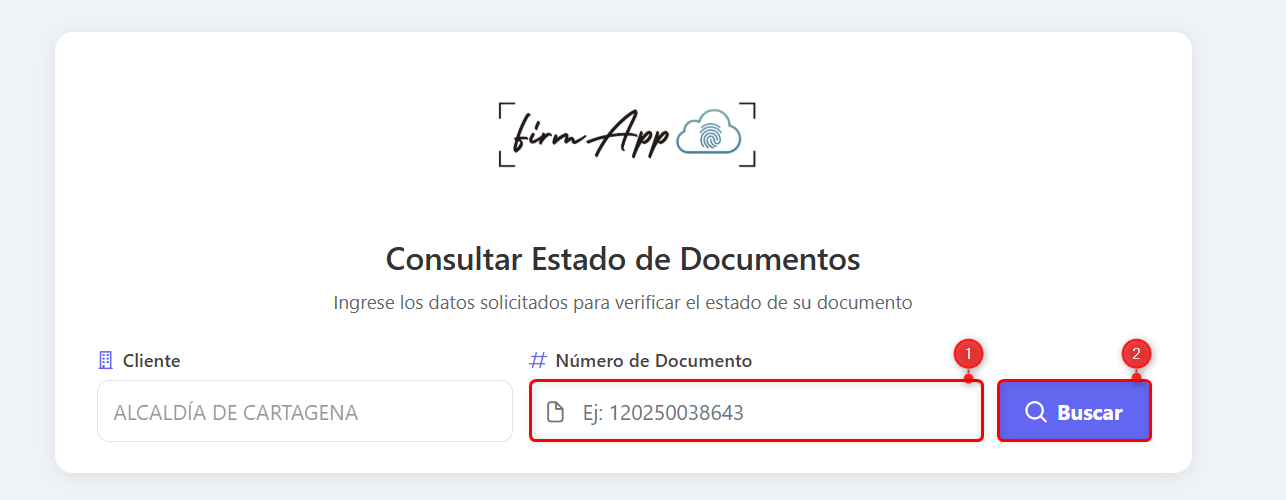 firmApp
Consultar Estado de Documentos
Ingrese los datos solicitados para verificar el estado de su documento
Cliente
# Número de Documento
1
2
ALCALDÍA DE CARTAGENA
Ej: 120250038643
Buscar